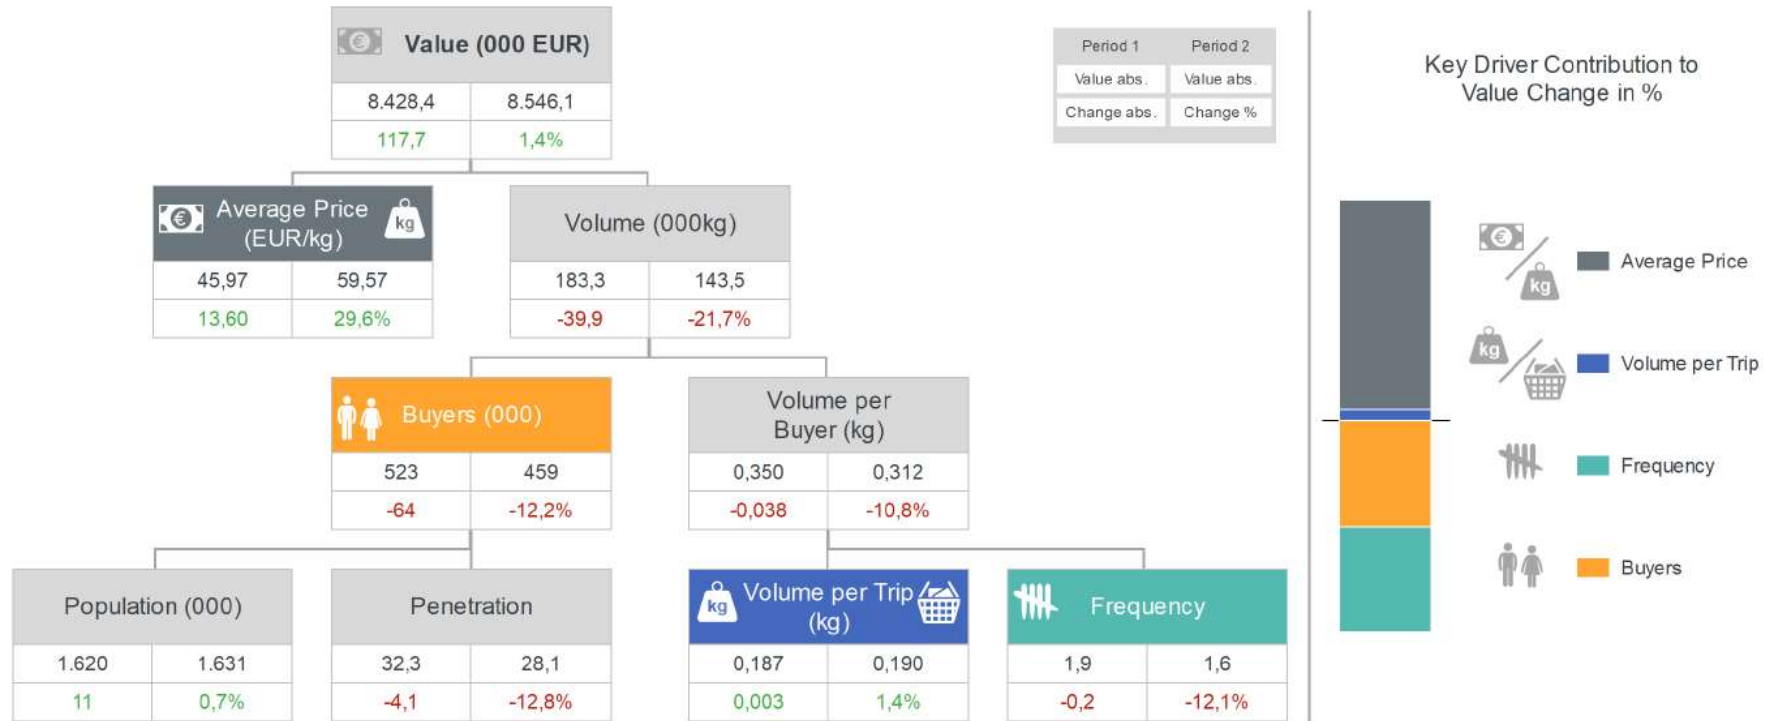 Value (000 EUR)
8.428,4 8.546,1
117,7 1,4%
Period 1 Period 2
Value abs. Value abs.
Change abs. Change %
Key Driver Contribution to
Value Change in %
Average Price
(EUR/kg)
kg
45,97 59,57
13,60 29,6%
Volume (000kg)
183,3 143,5
-39,9 -21,7%
Buyers (000)
523 459
-64 -12,2%
Volume per
Buyer (kg)
0,350 0,312
-0,038 -10,8%
Population (000)
1.620 1.631
11 0,7%
Penetration
32,3 28,1
-4,1 -12,8%
kg
Volume per Trip
(kg)
0,187 0,190
0,003 1,4%
Frequency
1,9 1,6
-0,2 -12,1%
kg
Average Price
kg
Volume per Trip
Frequency
Buyers